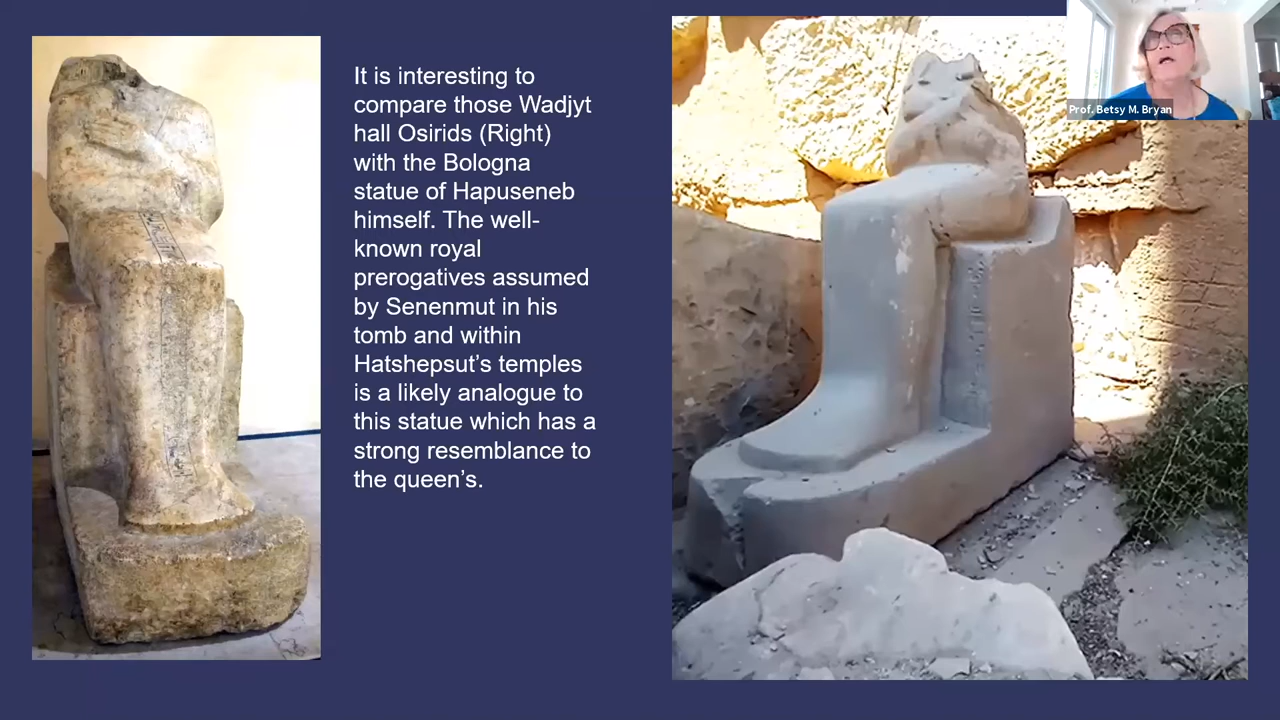 It is interesting to
compare those Wadjyt
hall Osirids (Right)
with the Bologna
statue of Hapuseneb
himself. The well-
known royal
prerogatives assumed
by Senenmut in his
tomb and within
Hatshepsut’s temples
is a likely analogue to
this statue which has a
strong resemblance to
the queen’s.
Prof. Betsy M. Bryan